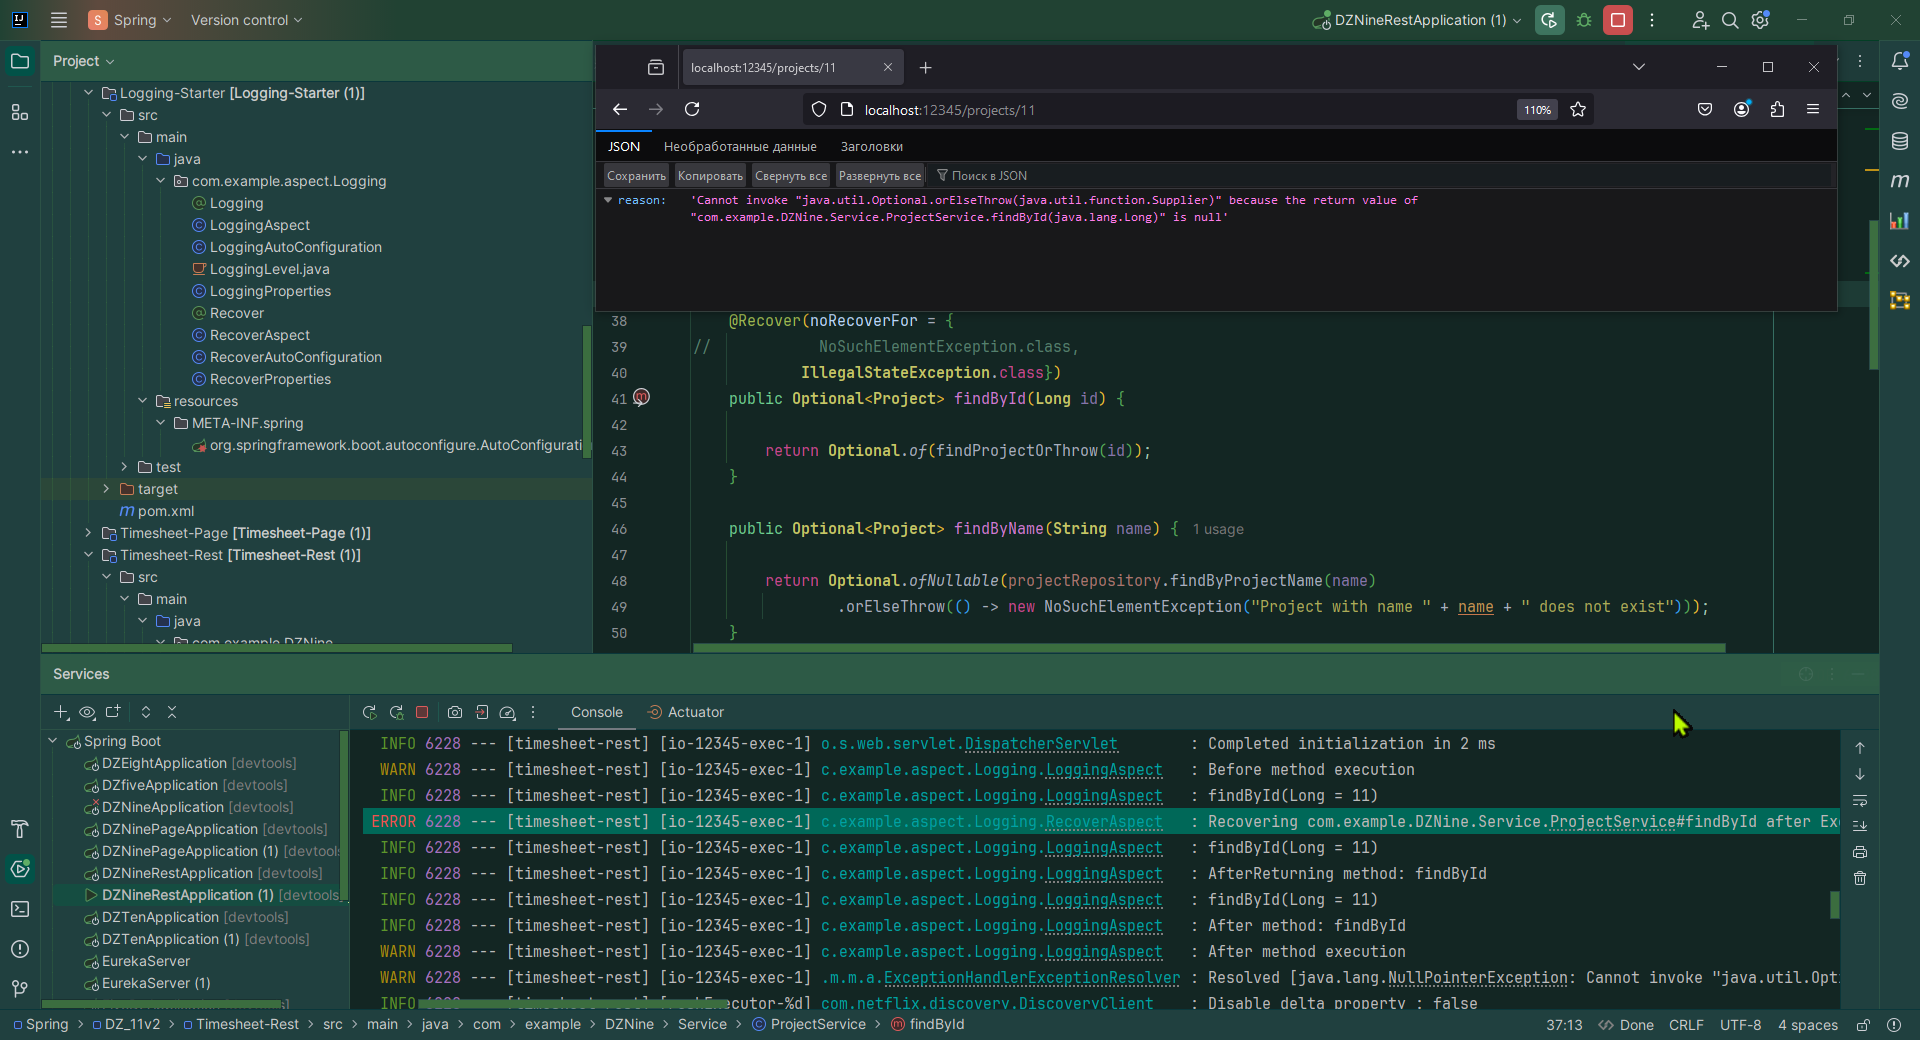 Spring
Version control
DZNineRestApplication (1)
Project
Logging-Starter [Logging-Starter (1)]
src
main
java
com.example.aspect.Logging
Logging
LoggingAspect
LoggingAutoConfiguration
LoggingLevel.java
LoggingProperties
Recover
RecoverAspect
RecoverAutoConfiguration
RecoverProperties
resources
META-INF.spring
org.springframework.boot.autoconfigure.AutoConfigurati
test
target
pom.xml
Timesheet-Page [Timesheet-Page (1)]
Timesheet-Rest [Timesheet-Rest (1)]
src
main
java
com.example.DZNine
localhost:12345/projects/11
localhost:12345/projects/11
110%
JSON Необработанные данные Заголовки
Сохранить Копировать Свернуть все Развернуть все Поиск в JSON
reason: 'Cannot invoke "java.util.Optional.orElseThrow(java.util.function.Supplier)" because the return value of
"com.example.DZNine.Service.ProjectService.findById(java.lang.Long)" is null'
38 @Recover(noRecoverFor = {
39 // NoSuchElementException.class,
40 IllegalStateException.class})
41 public Optional<Project> findById(Long id) {
42
43 return Optional.of(findProjectOrThrow(id));
44 }
45
46 public Optional<Project> findByName(String name) { 1 usage
47
48 return Optional.ofNullable(projectRepository.findByProjectName(name)
49 .orElseThrow(() -> new NoSuchElementException("Project with name " + name + " does not exist")));
50 }
Services
Console
Actuator
Spring Boot
DZEightApplication [devtools]
DZfiveApplication [devtools]
DZNineApplication [devtools]
DZNinePageApplication [devtools]
DZNinePageApplication (1) [devtools
DZNineRestApplication [devtools]
DZNineRestApplication (1) [devtools
DZTenApplication [devtools]
DZTenApplication (1) [devtools]
EurekaServer
EurekaServer (1)
INFO 6228 --- [timesheet-rest] [io-12345-exec-1] o.s.web.servlet.DispatcherServlet : Completed initialization in 2 ms
WARN 6228 --- [timesheet-rest] [io-12345-exec-1] c.example.aspect.Logging.LoggingAspect : Before method execution
INFO 6228 --- [timesheet-rest] [io-12345-exec-1] c.example.aspect.Logging.LoggingAspect : findById(Long = 11)
ERROR 6228 --- [timesheet-rest] [io-12345-exec-1] c.example.aspect.Logging.RecoverAspect : Recovering com.example.DZNine.Service.ProjectService#findById after Ex
INFO 6228 --- [timesheet-rest] [io-12345-exec-1] c.example.aspect.Logging.LoggingAspect : findById(Long = 11)
INFO 6228 --- [timesheet-rest] [io-12345-exec-1] c.example.aspect.Logging.LoggingAspect : AfterReturning method: findById
INFO 6228 --- [timesheet-rest] [io-12345-exec-1] c.example.aspect.Logging.LoggingAspect : findById(Long = 11)
INFO 6228 --- [timesheet-rest] [io-12345-exec-1] c.example.aspect.Logging.LoggingAspect : After method: findById
WARN 6228 --- [timesheet-rest] [io-12345-exec-1] c.example.aspect.Logging.LoggingAspect : After method execution
WARN 6228 --- [timesheet-rest] [io-12345-exec-1] .m.m.a.ExceptionHandlerExceptionResolver : Resolved [java.lang.NullPointerException: Cannot invoke "java.util.Opt
INFO com.netflix.discovery.DiscoveryClient : Disable delta property : false
Spring > DZ_11v2 > Timesheet-Rest > src > main > java > com > example > DZNine > Service > ProjectService > findById
37:13 Done CRLF UTF-8 4 spaces